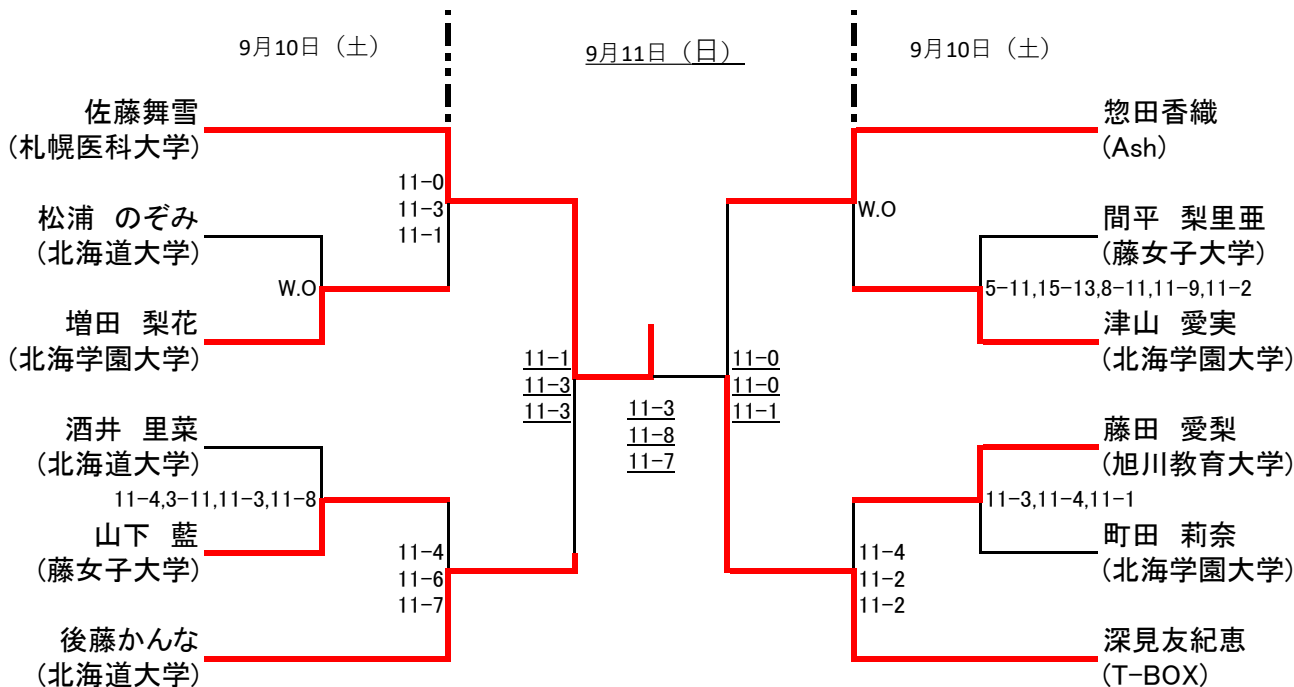 9月10日（土）
9月11日（日）
9月10日（土）
佐藤舞雪
(札幌医科大学)
松浦　のぞみ
(北海道大学)
W.O
増田　梨花
(北海学園大学)
11-0
11-3
11-1
酒井　里菜
(北海道大学)
11-4,3-11,11-3,11-8
山下　藍
(藤女子大学)
11-4
11-6
11-7
後藤かんな
(北海道大学)
11-1
11-3
11-3
11-3
11-8
11-7
11-0
11-0
11-1
惣田香織
(Ash)
W.O
間平　梨里亜
(藤女子大学)
5-11,15-13,8-11,11-9,11-2
津山　愛実
(北海学園大学)
藤田　愛梨
(旭川教育大学)
11-3,11-4,11-1
町田　莉奈
(北海学園大学)
11-4
11-2
11-2
深見友紀恵
(T-BOX)